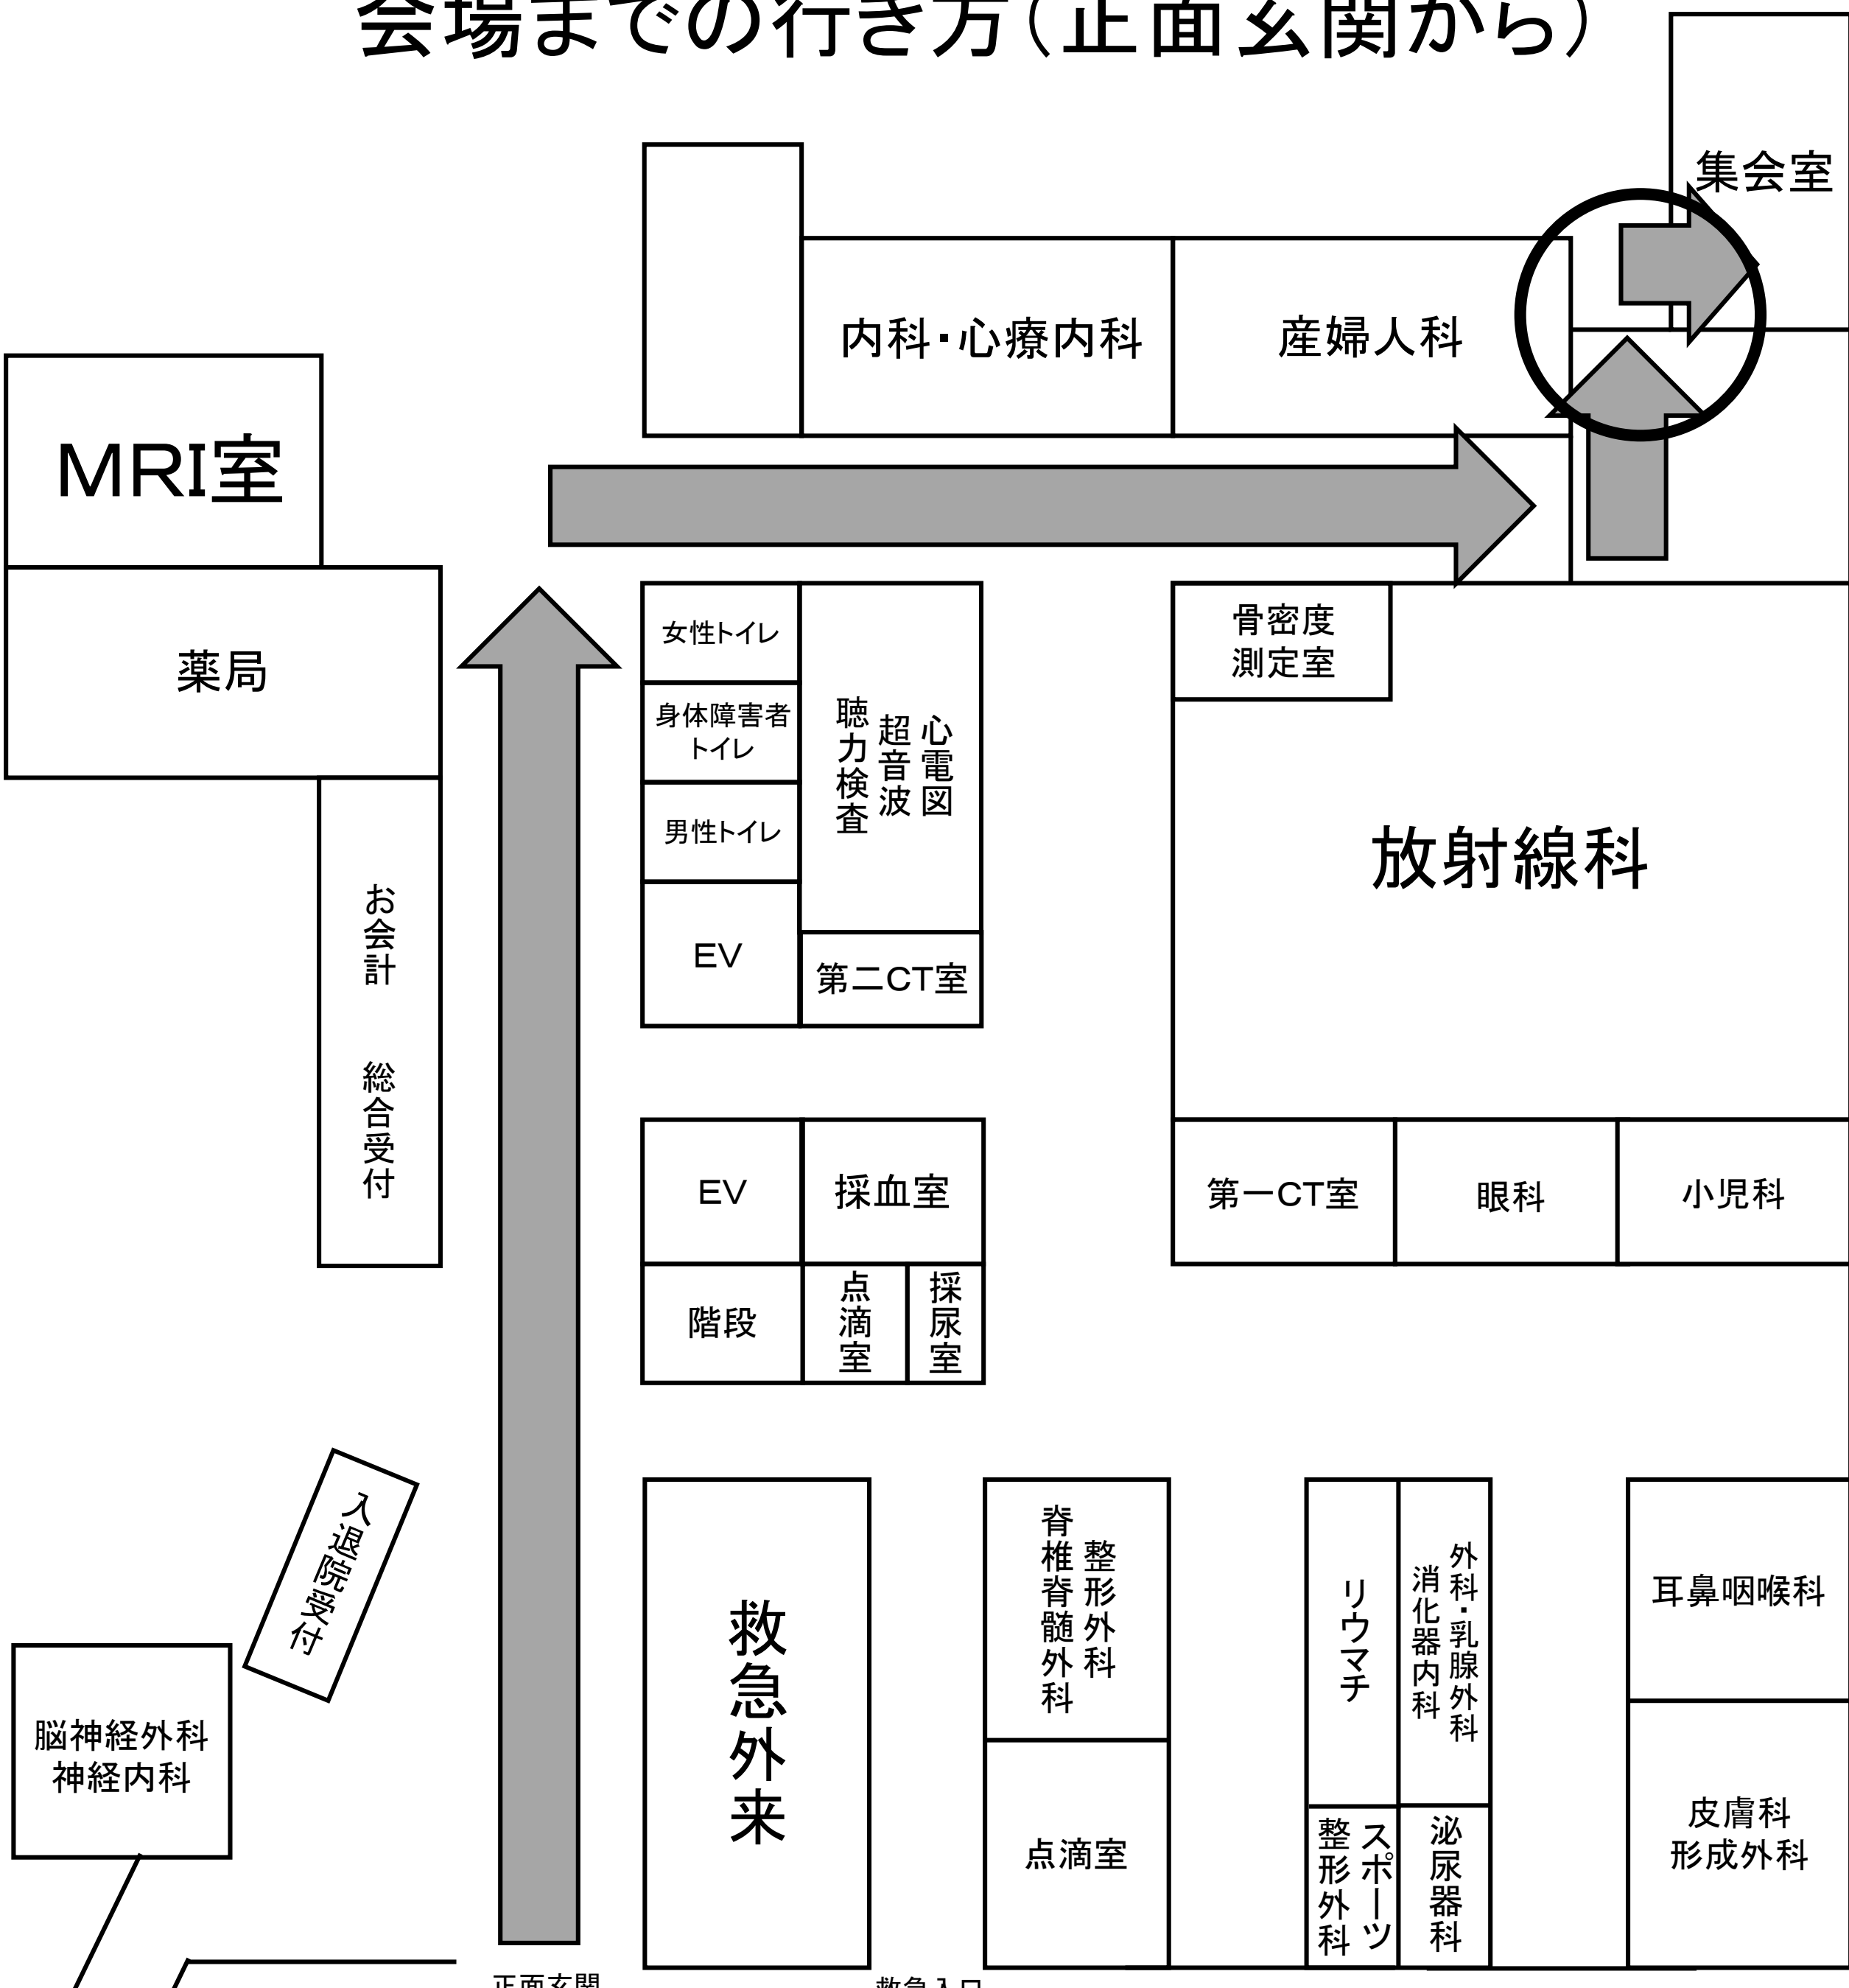 会場までの行き方（正面玄関から）
集会室
内科・心療内科
産婦人科
MRI室
薬局
女性トイレ
身体障害者
トイレ
男性トイレ
EV
心電図
超音波
聴力検査
第二CT室
骨密度
測定室
放射線科
お会計　総合受付
EV
採血室
階段
点滴室
採尿室
第一CT室
眼科
小児科
入退院受付
救急外来
整形外科
脊椎脊髄外科
点滴室
リウマチ
外科・乳腺外科
消化器内科
スポーツ
整形外科
泌尿器科
耳鼻咽喉科
皮膚科
形成外科
脳神経外科
神経内科
正面玄関
救急入口